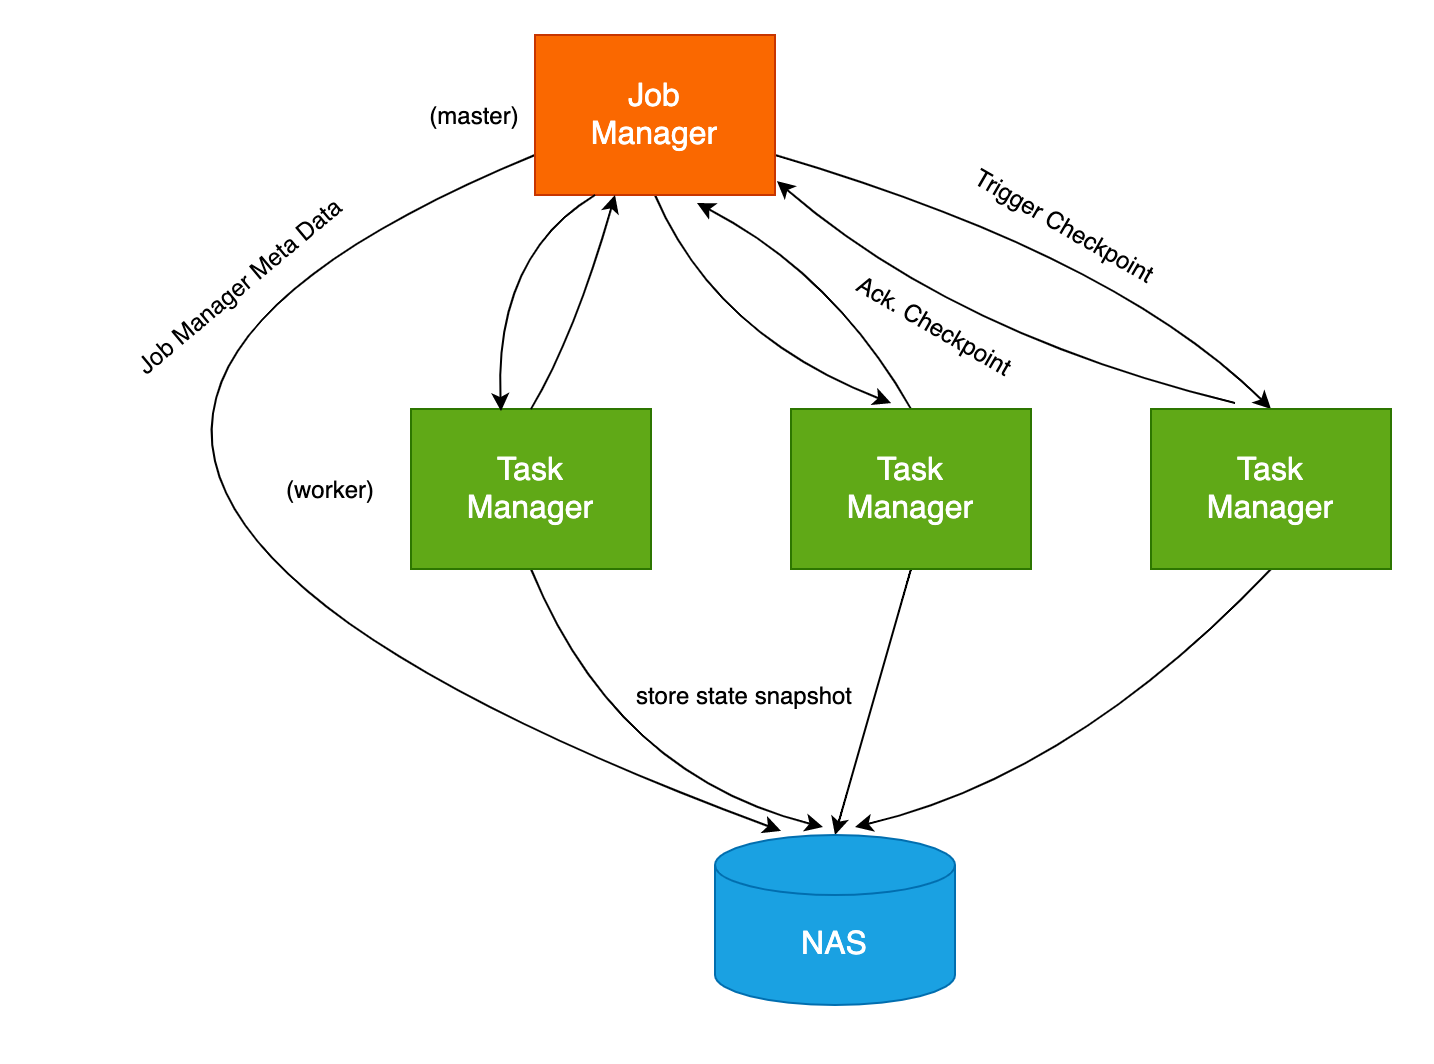 Job
Manager
(master)
Trigger Checkpoint
Job Manager Meta Data
Ack. Checkpoint
Task
Manager
Task
Manager
Task
Manager
(worker)
store state snapshot
NAS